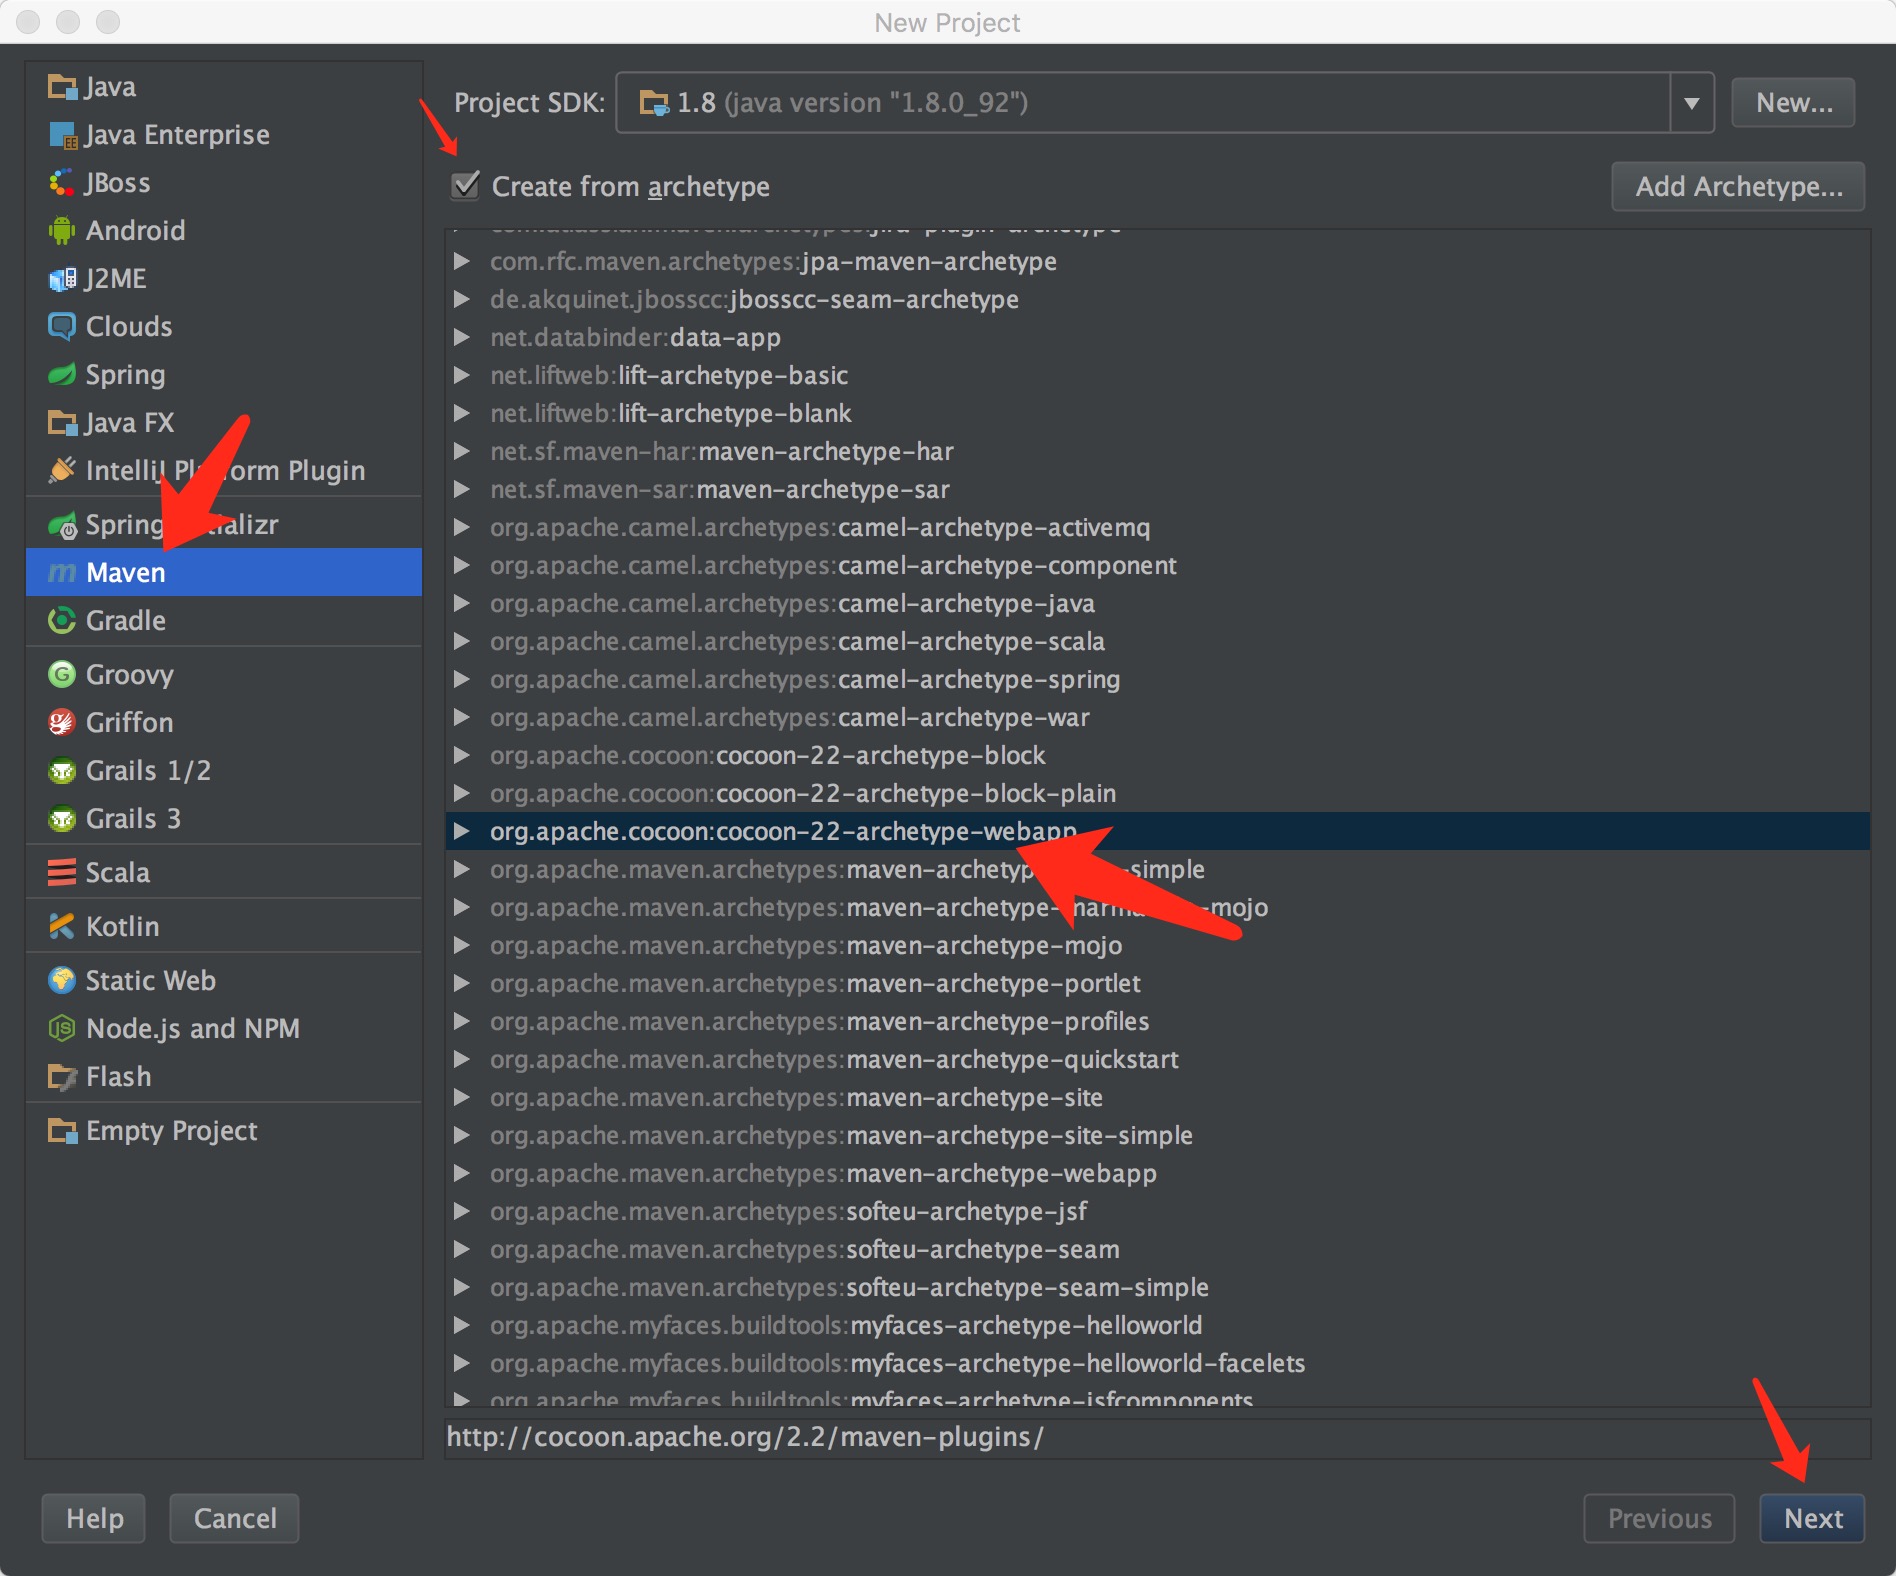 New Project
Java
Java Enterprise
JBoss
Android
J2ME
Clouds
Spring
Java FX
IntelliJ Platform Plugin
Spring Initializr
Maven
Gradle
Groovy
Griffon
Grails 1/2
Grails 3
Scala
Kotlin
Static Web
Node.js and NPM
Flash
Empty Project
Project SDK: 1.8 (java version "1.8.0_92") New...
Create from archetype Add Archetype...
com.atlassian.maven.archetypes:jira-plugin-archetype
com.rfc.maven.archetypes:jpa-maven-archetype
de.akquinet.jbosscc:jbosscc-seam-archetype
net.databinder:data-app
net.liftweb:lift-archetype-basic
net.liftweb:lift-archetype-blank
net.sf.maven-har:maven-archetype-har
net.sf.maven-sar:maven-archetype-sar
org.apache.camel.archetypes:camel-archetype-activemq
org.apache.camel.archetypes:camel-archetype-component
org.apache.camel.archetypes:camel-archetype-java
org.apache.camel.archetypes:camel-archetype-scala
org.apache.camel.archetypes:camel-archetype-spring
org.apache.camel.archetypes:camel-archetype-war
org.apache.cocoon:cocoon-22-archetype-block
org.apache.cocoon:cocoon-22-archetype-block-plain
org.apache.cocoon:cocoon-22-archetype-webapp
org.apache.maven.archetypes:
org.apache.maven.archetypes:
org.apache.maven.archetypes:maven-archetype-mojo
org.apache.maven.archetypes:maven-archetype-portlet
org.apache.maven.archetypes:maven-archetype-profiles
org.apache.maven.archetypes:maven-archetype-quickstart
org.apache.maven.archetypes:maven-archetype-site
org.apache.maven.archetypes:maven-archetype-site-simple
org.apache.maven.archetypes:maven-archetype-webapp
org.apache.maven.archetypes:softeu-archetype-jsf
org.apache.maven.archetypes:softeu-archetype-seam
org.apache.maven.archetypes:softeu-archetype-seam-simple
org.apache.myfaces.buildtools:myfaces-archetype-helloworld
org.apache.myfaces.buildtools:myfaces-archetype-helloworld-facelets
org.apache.myfaces.buildtools:myfaces-archetype-jsfcomponents
http://cocoon.apache.org/2.2/maven-plugins/
Help Cancel Previous Next